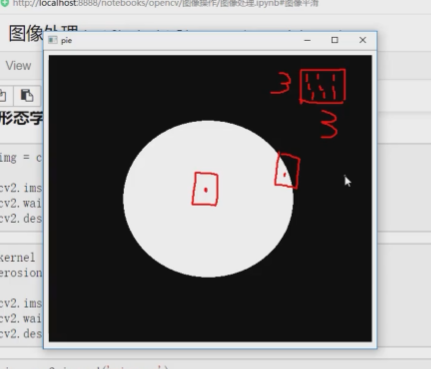 http://localhost:8888/notebooks/opencv/图像操作/图像处理.ipynb#图像平滑
图像处理
pie
View
3
3
形态学
img = c
cv2.ims
cv2.wai
cv2.des
kernel
erosion
cv2.ims
cv2.wai
cv2.des